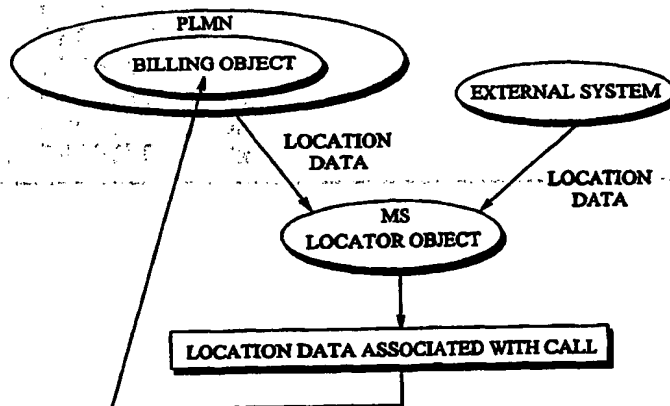 PLMN
BILLING OBJECT
EXTERNAL SYSTEM
LOCATION
DATA
LOCATION
DATA
MS
LOCATOR OBJECT
LOCATION DATA ASSOCIATED WITH CALL